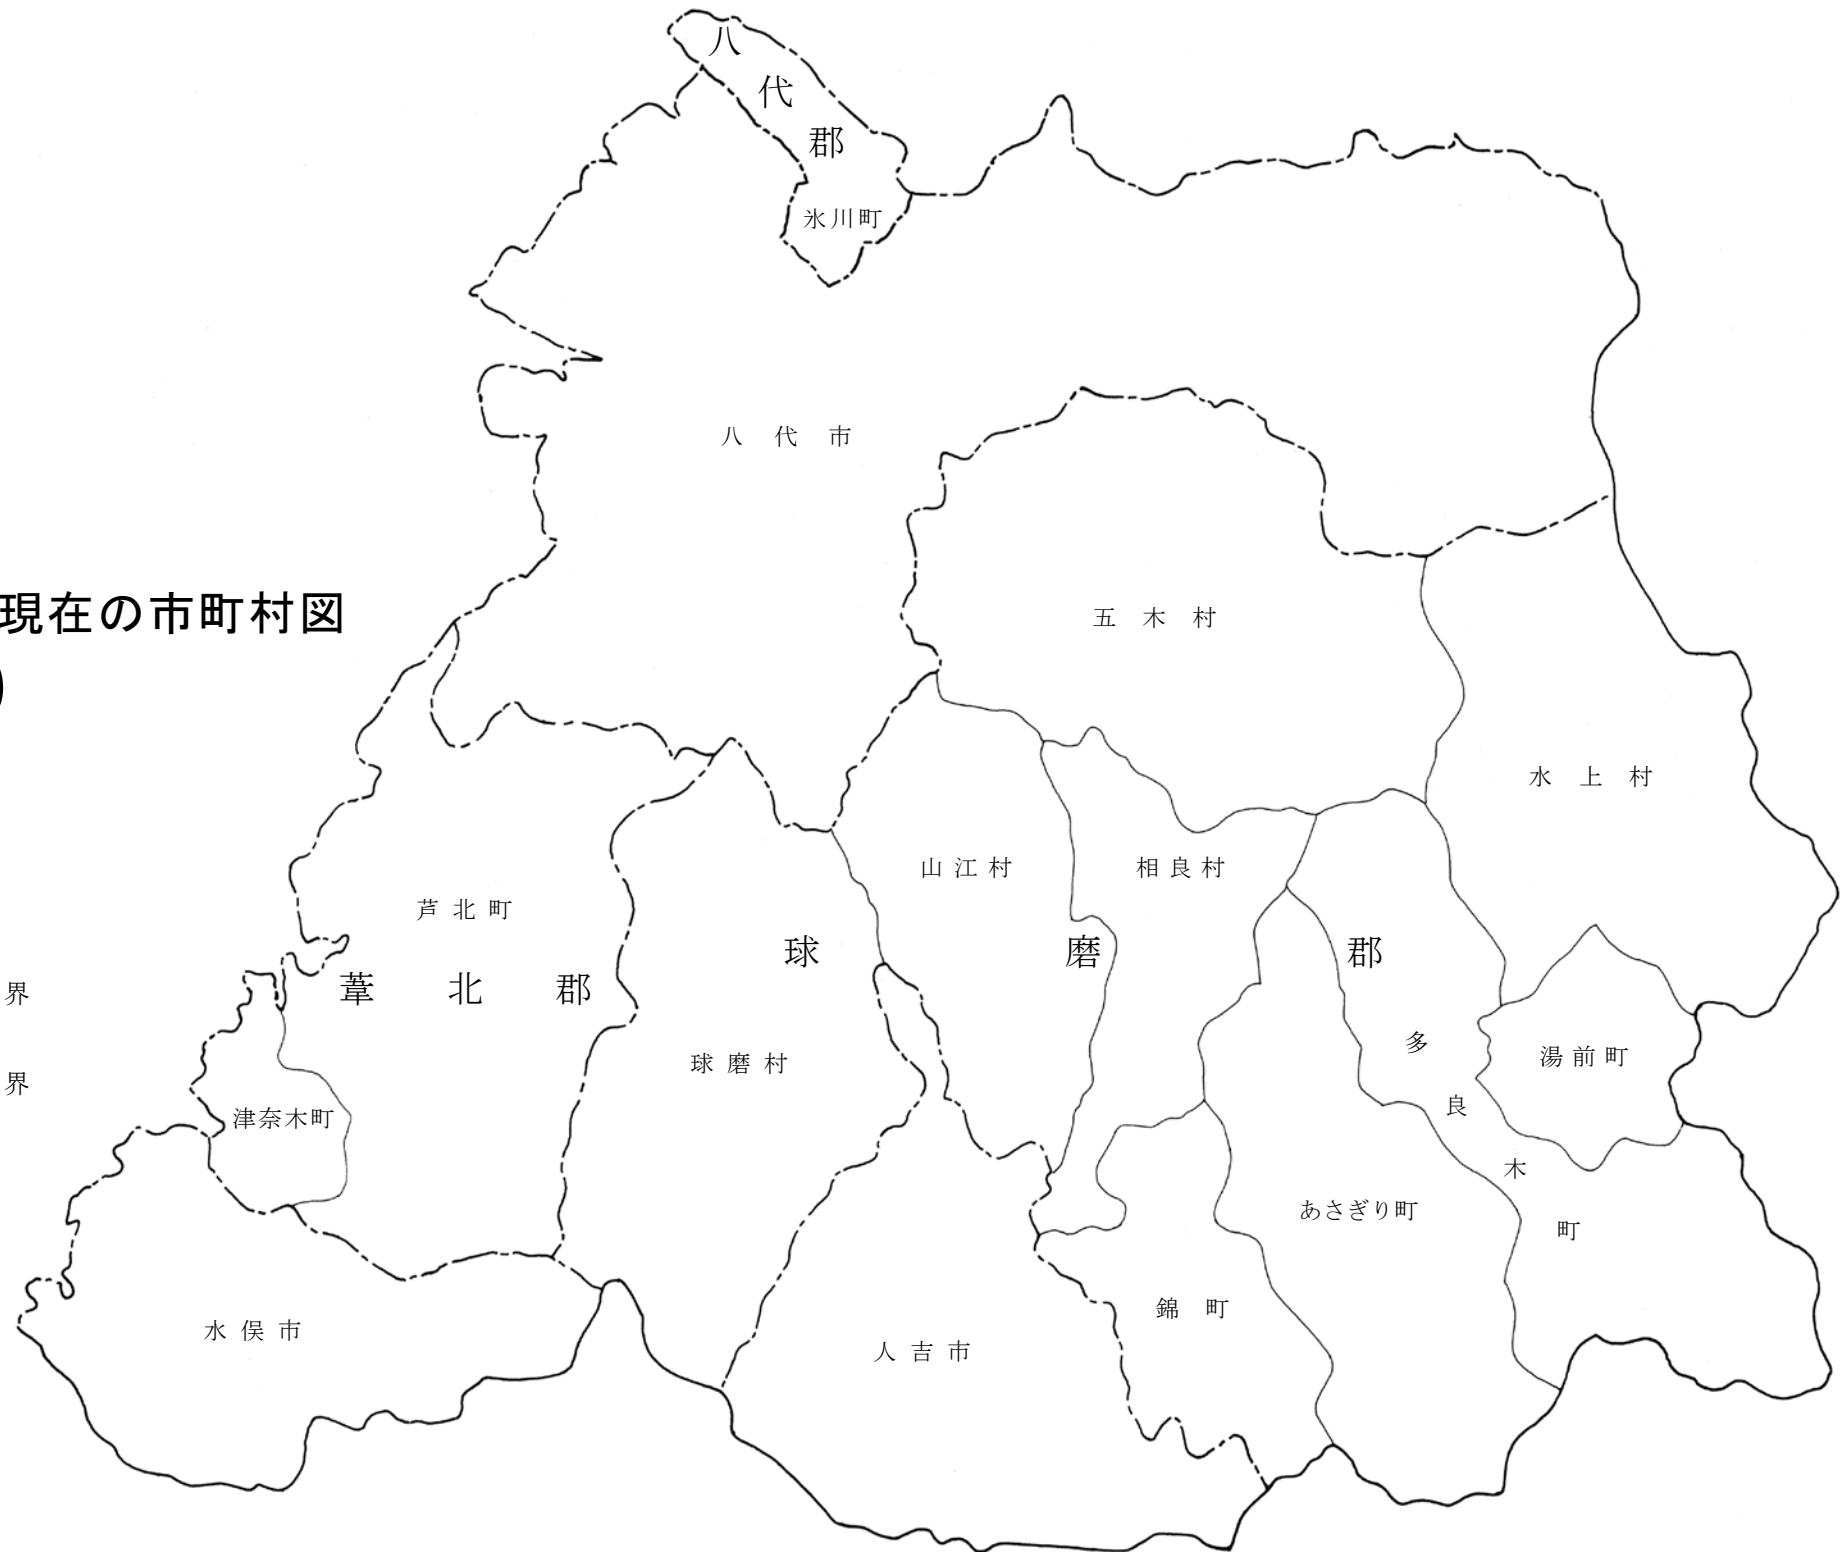 八代郡
氷川町
八代市
現在の市町村図
)
五木村
水上村
山江村
相良村
芦北町
球磨郡
葦北郡
界
界
球磨村
多良木町
湯前町
津奈木町
あさぎり町
錦町
水俣市
人吉市